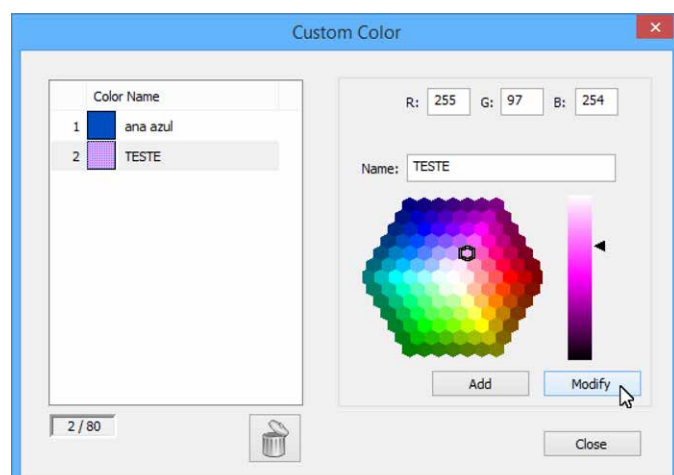 Custom Color
Color Name
1 ana azul
2 TESTE
R: 255 G: 97 B: 254
Name: TESTE
Add Modify
2 / 80
Close